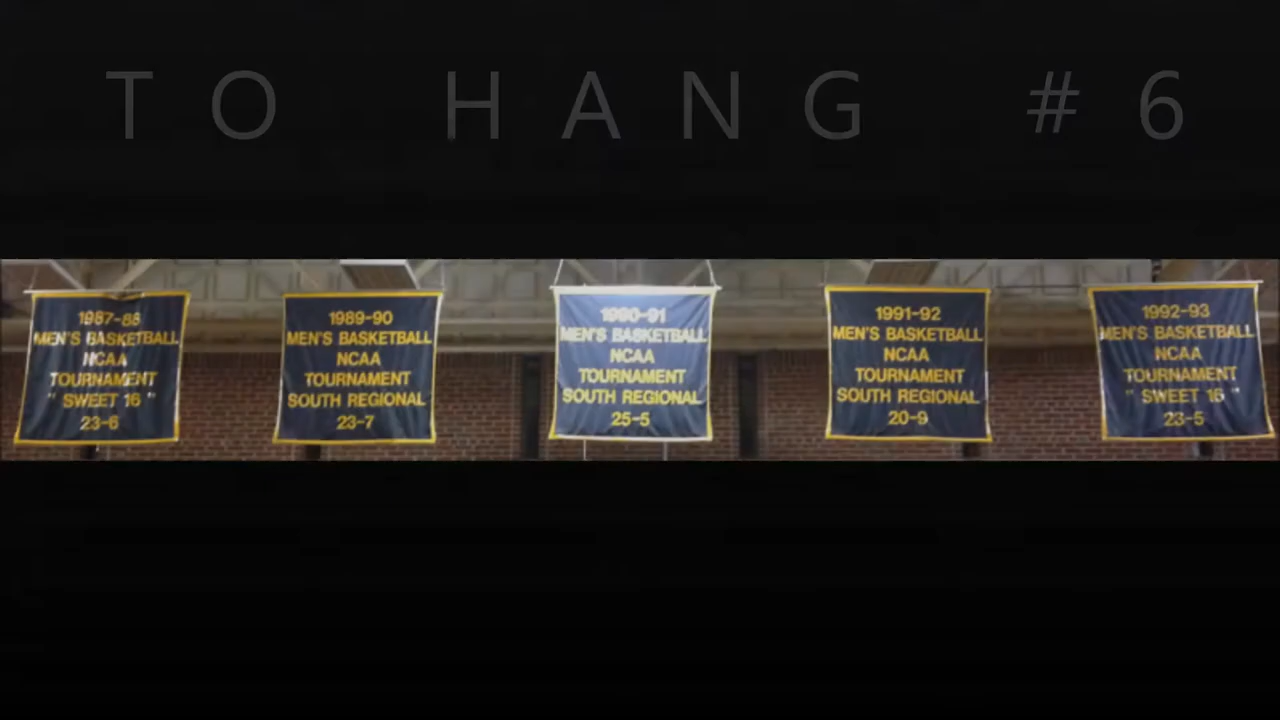 TO HANG #6
1987-88
MEN'S BASKETBALL
NCAA
TOURNAMENT
" SWEET 16 "
23-6
1989-90
MEN'S BASKETBALL
NCAA
TOURNAMENT
SOUTH REGIONAL
23-7
1990-91
MEN'S BASKETBALL
NCAA
TOURNAMENT
SOUTH REGIONAL
25-5
1991-92
MEN'S BASKETBALL
NCAA
TOURNAMENT
SOUTH REGIONAL
20-9
1992-93
MEN'S BASKETBALL
NCAA
TOURNAMENT
" SWEET 16 "
23-5